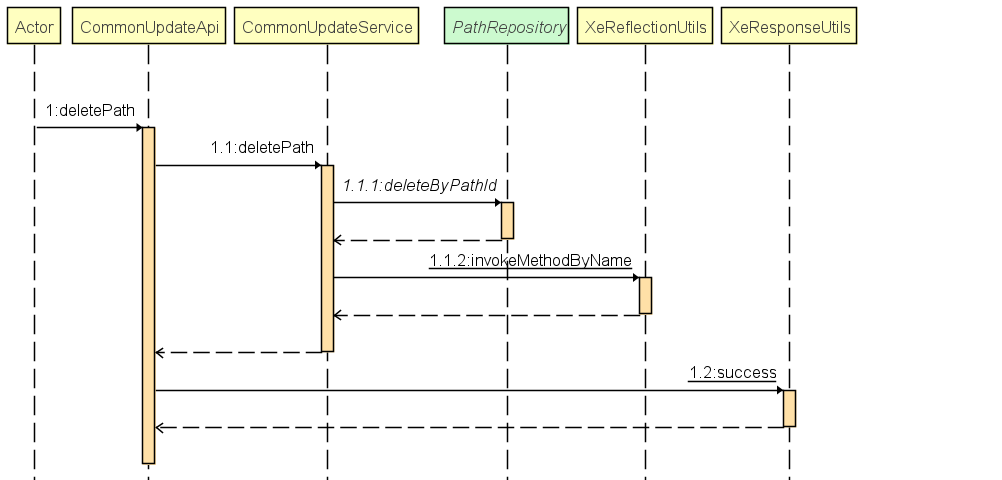 Actor CommonUpdateApi CommonUpdateService PathRepository XeReflectionUtils XeResponseUtils
1:deletePath
1.1:deletePath
1.1.1:deleteByPathId
1.1.2:invokeMethodByName
1.2:success